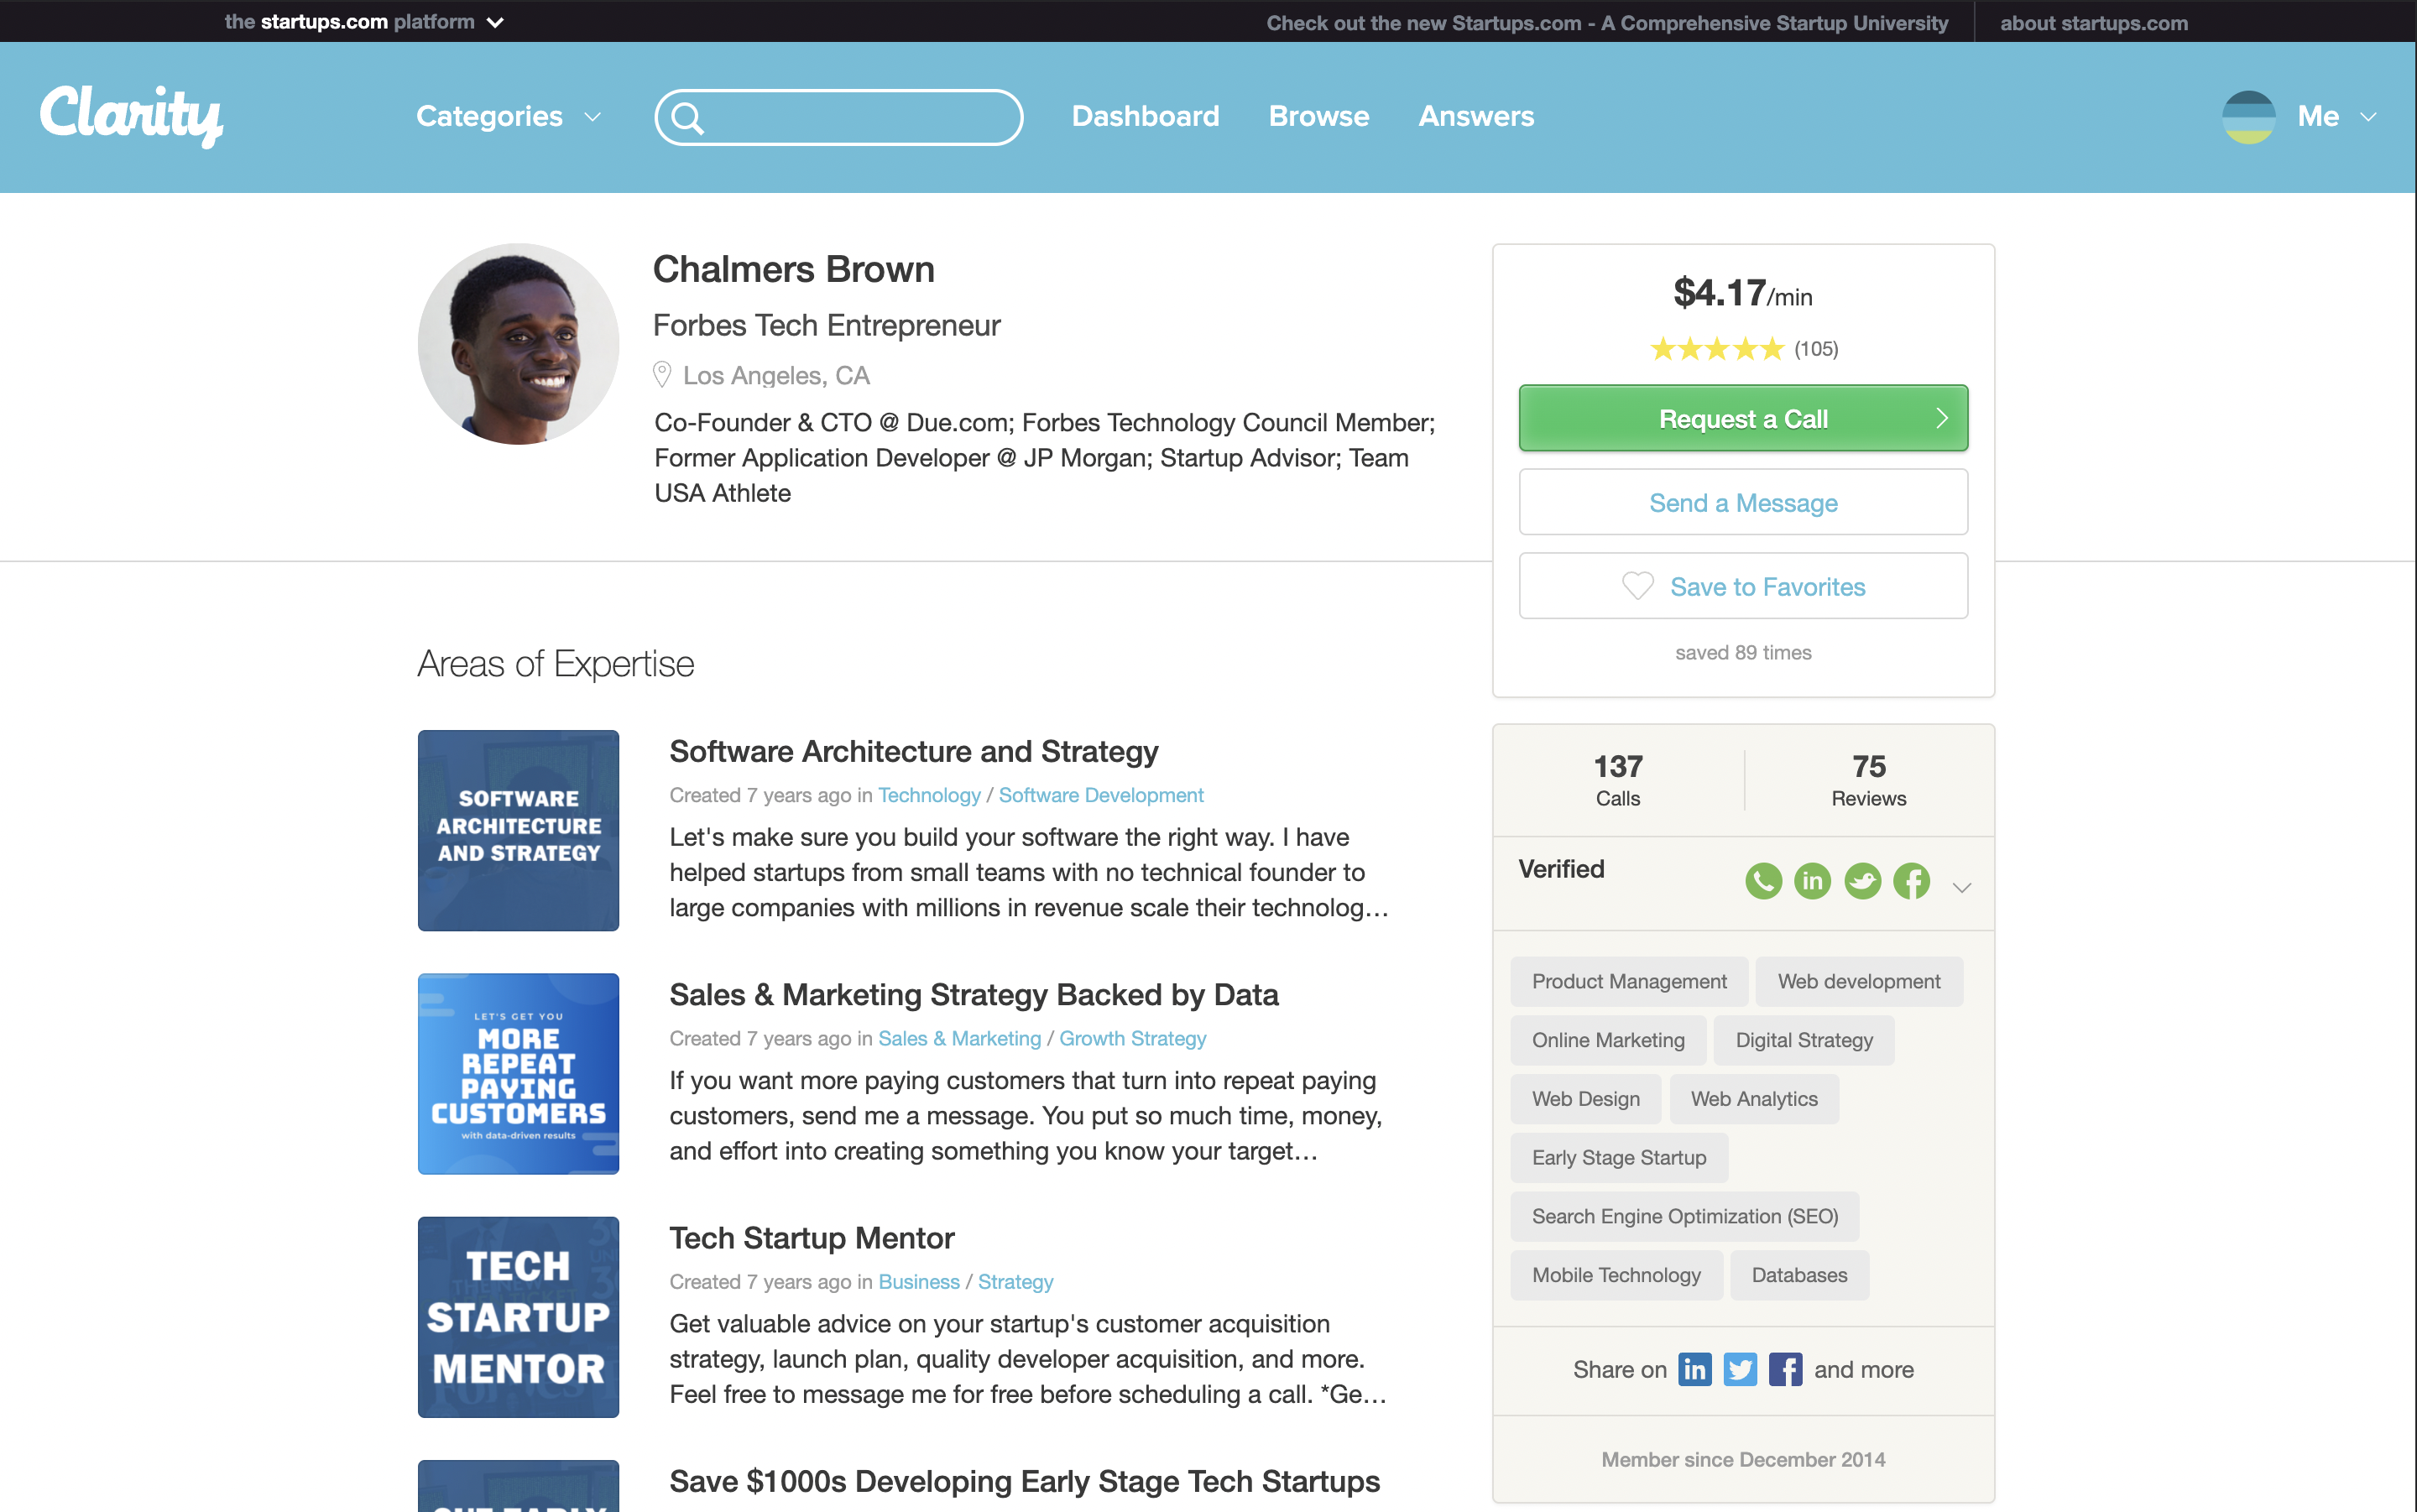 the startups.com platform
Check out the new Startups.com - A Comprehensive Startup University
about startups.com
Clarity
Categories
Dashboard
Browse
Answers
Me
Chalmers Brown
Forbes Tech Entrepreneur
Los Angeles, CA
Co-Founder & CTO @ Due.com; Forbes Technology Council Member;
Former Application Developer @ JP Morgan; Startup Advisor; Team
USA Athlete
$4.17/min
(105)
Request a Call
Send a Message
Save to Favorites
saved 89 times
Areas of Expertise
SOFTWARE
ARCHITECTURE
AND STRATEGY
Software Architecture and Strategy
Created 7 years ago in Technology / Software Development
Let's make sure you build your software the right way. I have
helped startups from small teams with no technical founder to
large companies with millions in revenue scale their technolog...
LET'S GET YOU
MORE
REPEAT
PAYING
CUSTOMERS
with data-driven results
Sales & Marketing Strategy Backed by Data
Created 7 years ago in Sales & Marketing / Growth Strategy
If you want more paying customers that turn into repeat paying
customers, send me a message. You put so much time, money,
and effort into creating something you know your target...
TECH
STARTUP
MENTOR
Tech Startup Mentor
Created 7 years ago in Business / Strategy
Get valuable advice on your startup's customer acquisition
strategy, launch plan, quality developer acquisition, and more.
Feel free to message me for free before scheduling a call. *Ge...
Save $1000s Developing Early Stage Tech Startups
137
Calls
75
Reviews
Verified
Product Management
Web development
Online Marketing
Digital Strategy
Web Design
Web Analytics
Early Stage Startup
Search Engine Optimization (SEO)
Mobile Technology
Databases
Share on
and more
Member since December 2014